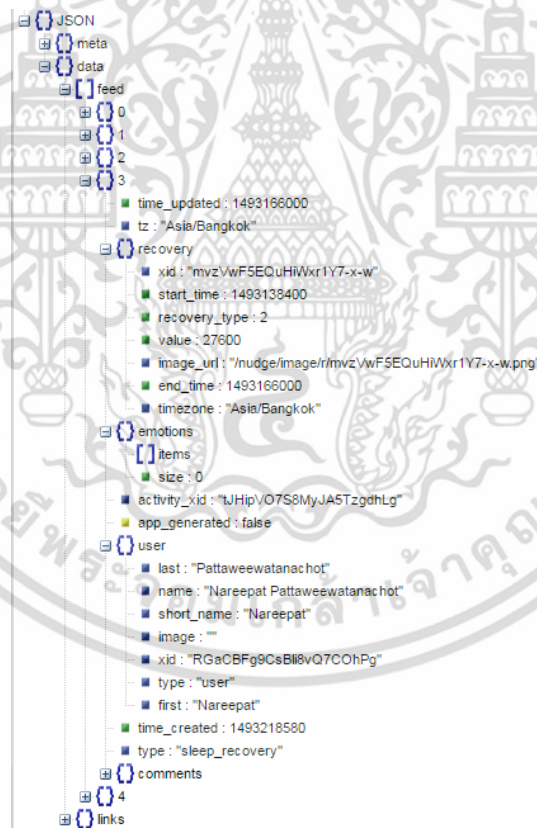 JSON
meta
data
feed
0
1
2
3
time_updated : 1493166000
tz : "Asia/Bangkok"
recovery
xid : "mvzVwF5EQuHiWxr1Y7-x-w"
start_time : 1493138400
recovery_type : 2
value : 27600
image_url : "/nudge/image/r/mvzVwF5EQuHiWxr1Y7-x-w.png"
end_time : 1493166000
timezone : "Asia/Bangkok"
emotions
items
size : 0
activity_xid : "tJHipVO7S8MyJA5TzgdhLg"
app_generated : false
user
last : "Pattaweewatanachot"
name : "Nareepat Pattaweewatanachot"
short_name : "Nareepat"
image : ""
xid : "RGaCBFg9CsBli8vQ7COhPg"
type : "user"
first : "Nareepat"
time_created : 1493218580
type : "sleep_recovery"
comments
4
links